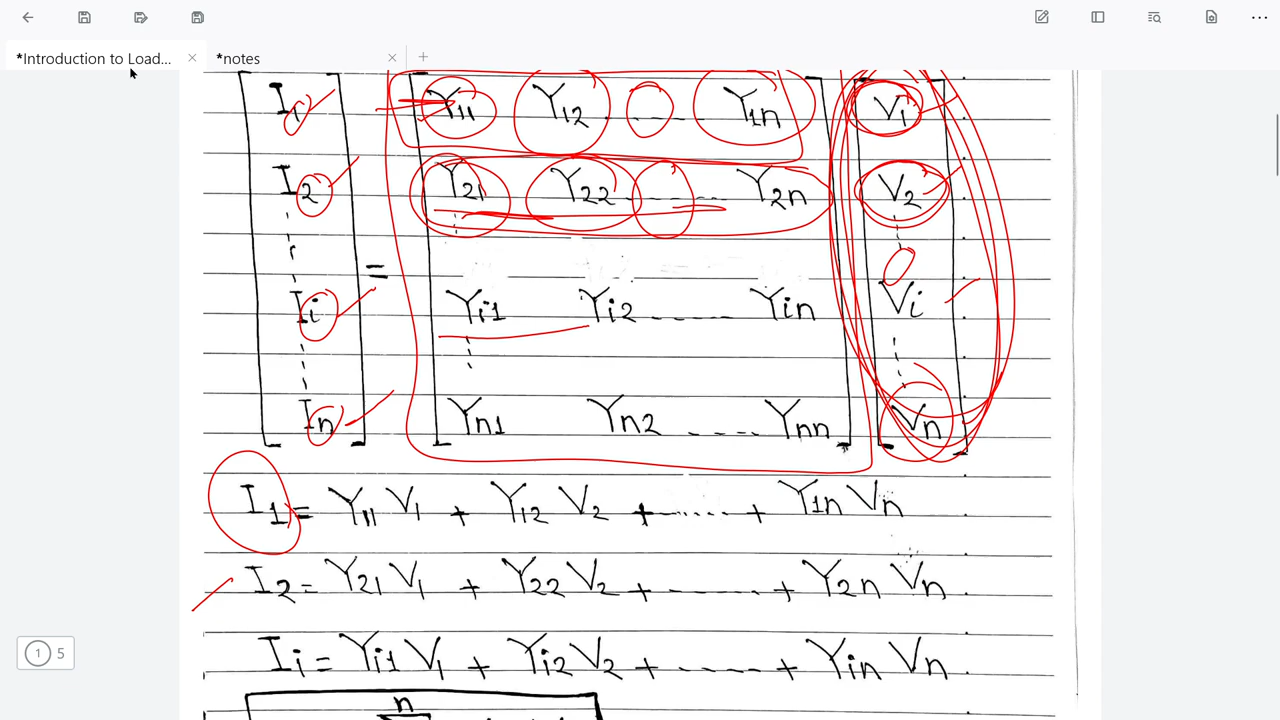 *Introduction to Load...
*notes
I1 Y11 Y12 ...... Y1n V1
I2 Y21 Y22 ...... Y2n V2
=
Ii Yi1 Yi2 ...... Yin Vi
In Yn1 Yn2 .... Ynn Vn
I1 = Y11 V1 + Y12 V2 + ...... + Y1n Vn
I2 = Y21 V1 + Y22 V2 + ...... + Y2n Vn
Ii = Yi1 V1 + Yi2 V2 + ...... + Yin Vn
n
1 5